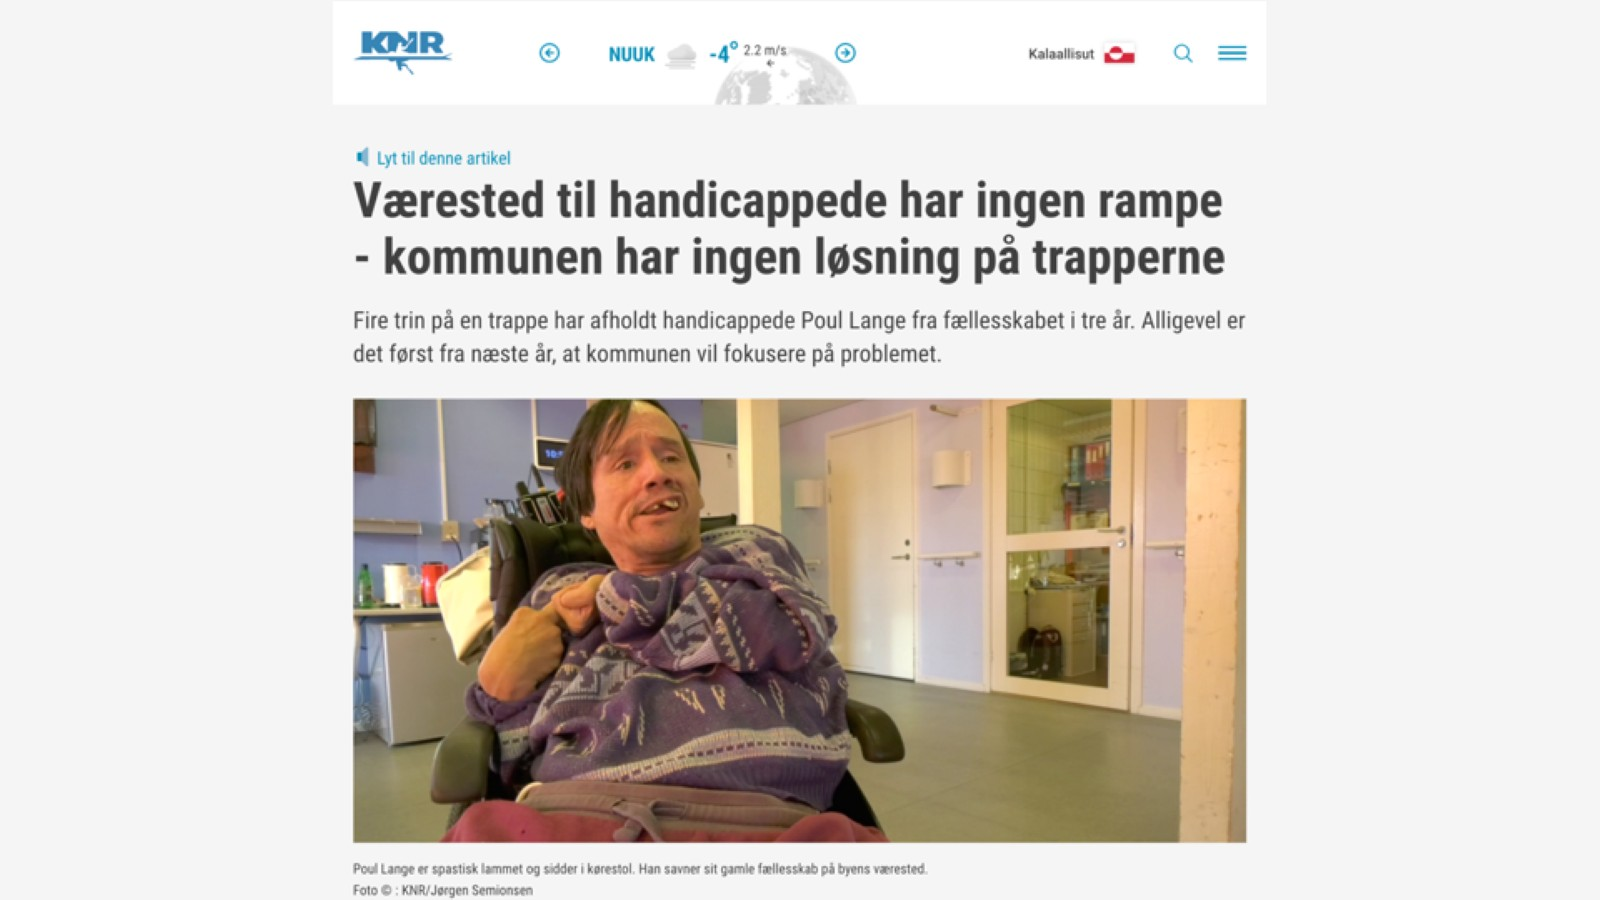 KNR
NUUK -4° 2.2 m/s
Kalaallisut
Lyt til denne artikel
Værested til handicappede har ingen rampe
- kommunen har ingen løsning på trapperne
Fire trin på en trappe har afholdt handicappede Poul Lange fra fællesskabet i tre år. Alligevel er
det først fra næste år, at kommunen vil fokusere på problemet.
Poul Lange er spastisk lammet og sidder i kørestol. Han savner sit gamle fællesskab på byens værested.
Foto © : KNR/Jørgen Semionsen